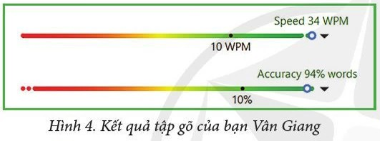 Speed 34 WPM
10 WPM
Accuracy 94% words
10%
Hình 4. Kết quả tập gõ của bạn Vân Giang